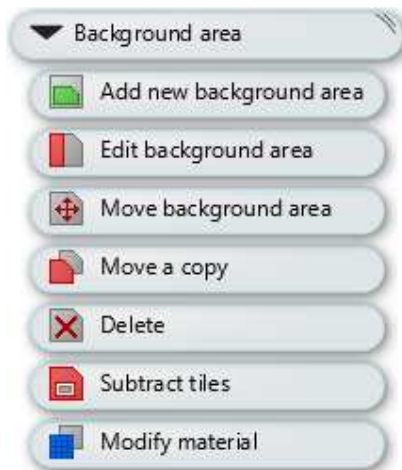 Background area
Add new background area
Edit background area
Move background area
Move a copy
Delete
Subtract tiles
Modify material